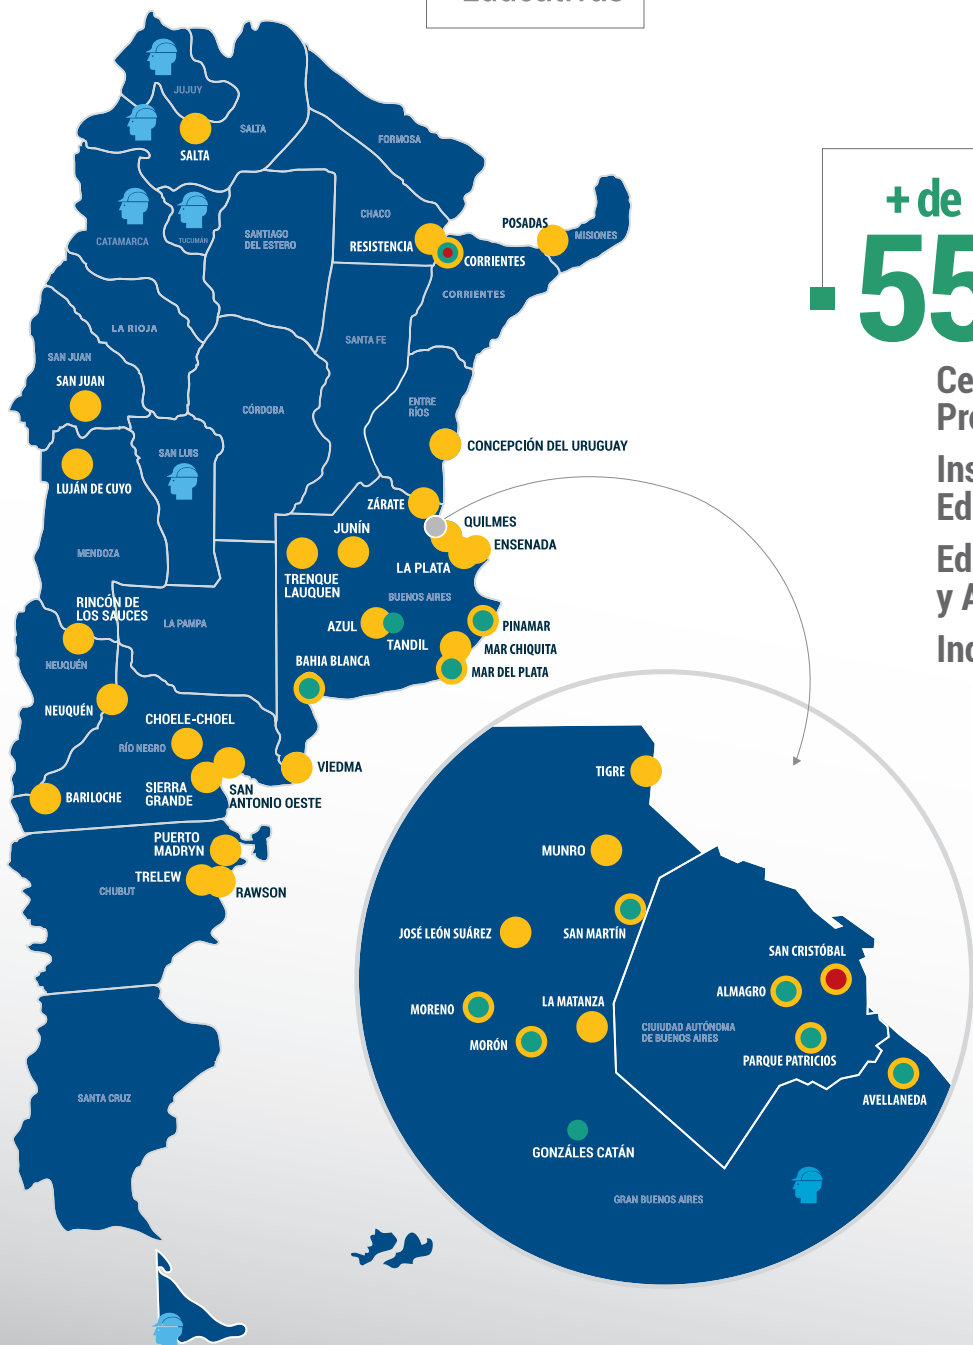 Educativas
JUJUY
SALTA
SALTA
FORMOSA
CATAMARCA
TUCUMÁN
SANTIAGO
DEL ESTERO
CHACO
RESISTENCIA
POSADAS
MISIONES
CORRIENTES
CORRIENTES
LA RIOJA
SAN JUAN
SAN JUAN
SANTA FE
CÓRDOBA
ENTRE
RÍOS
CONCEPCIÓN DEL URUGUAY
SAN LUIS
LUJÁN DE CUYO
MENDOZA
ZÁRATE
QUILMES
JUNÍN
ENSENADA
LA PLATA
TRENQUE
LAUQUEN
BUENOS AIRES
RINCÓN DE
LOS SAUCES
LA PAMPA
AZUL
TANDÍL
PINAMAR
MAR CHIQUITA
MAR DEL PLATA
BAHIA BLANCA
NEUQUÉN
NEUQUÉN
CHOELE-CHOEL
RÍO NEGRO
VIEDMA
SIERRA
GRANDE
SAN
ANTONIO OESTE
BARILOCHE
PUERTO
MADRYN
TRELEW
RAWSON
CHUBUT
SANTA CRUZ
+ de
55
TIGRE
MUNRO
JOSÉ LEÓN SUÁREZ
SAN MARTÍN
SAN CRISTÓBAL
ALMAGRO
MORENO
LA MATANZA
MORÓN
CIUIUDAD AUTÓNOMA
DE BUENOS AIRES
PARQUE PATRICIOS
AVELLANEDA
GONZÁLES CATÁN
GRAN BUENOS AIRES